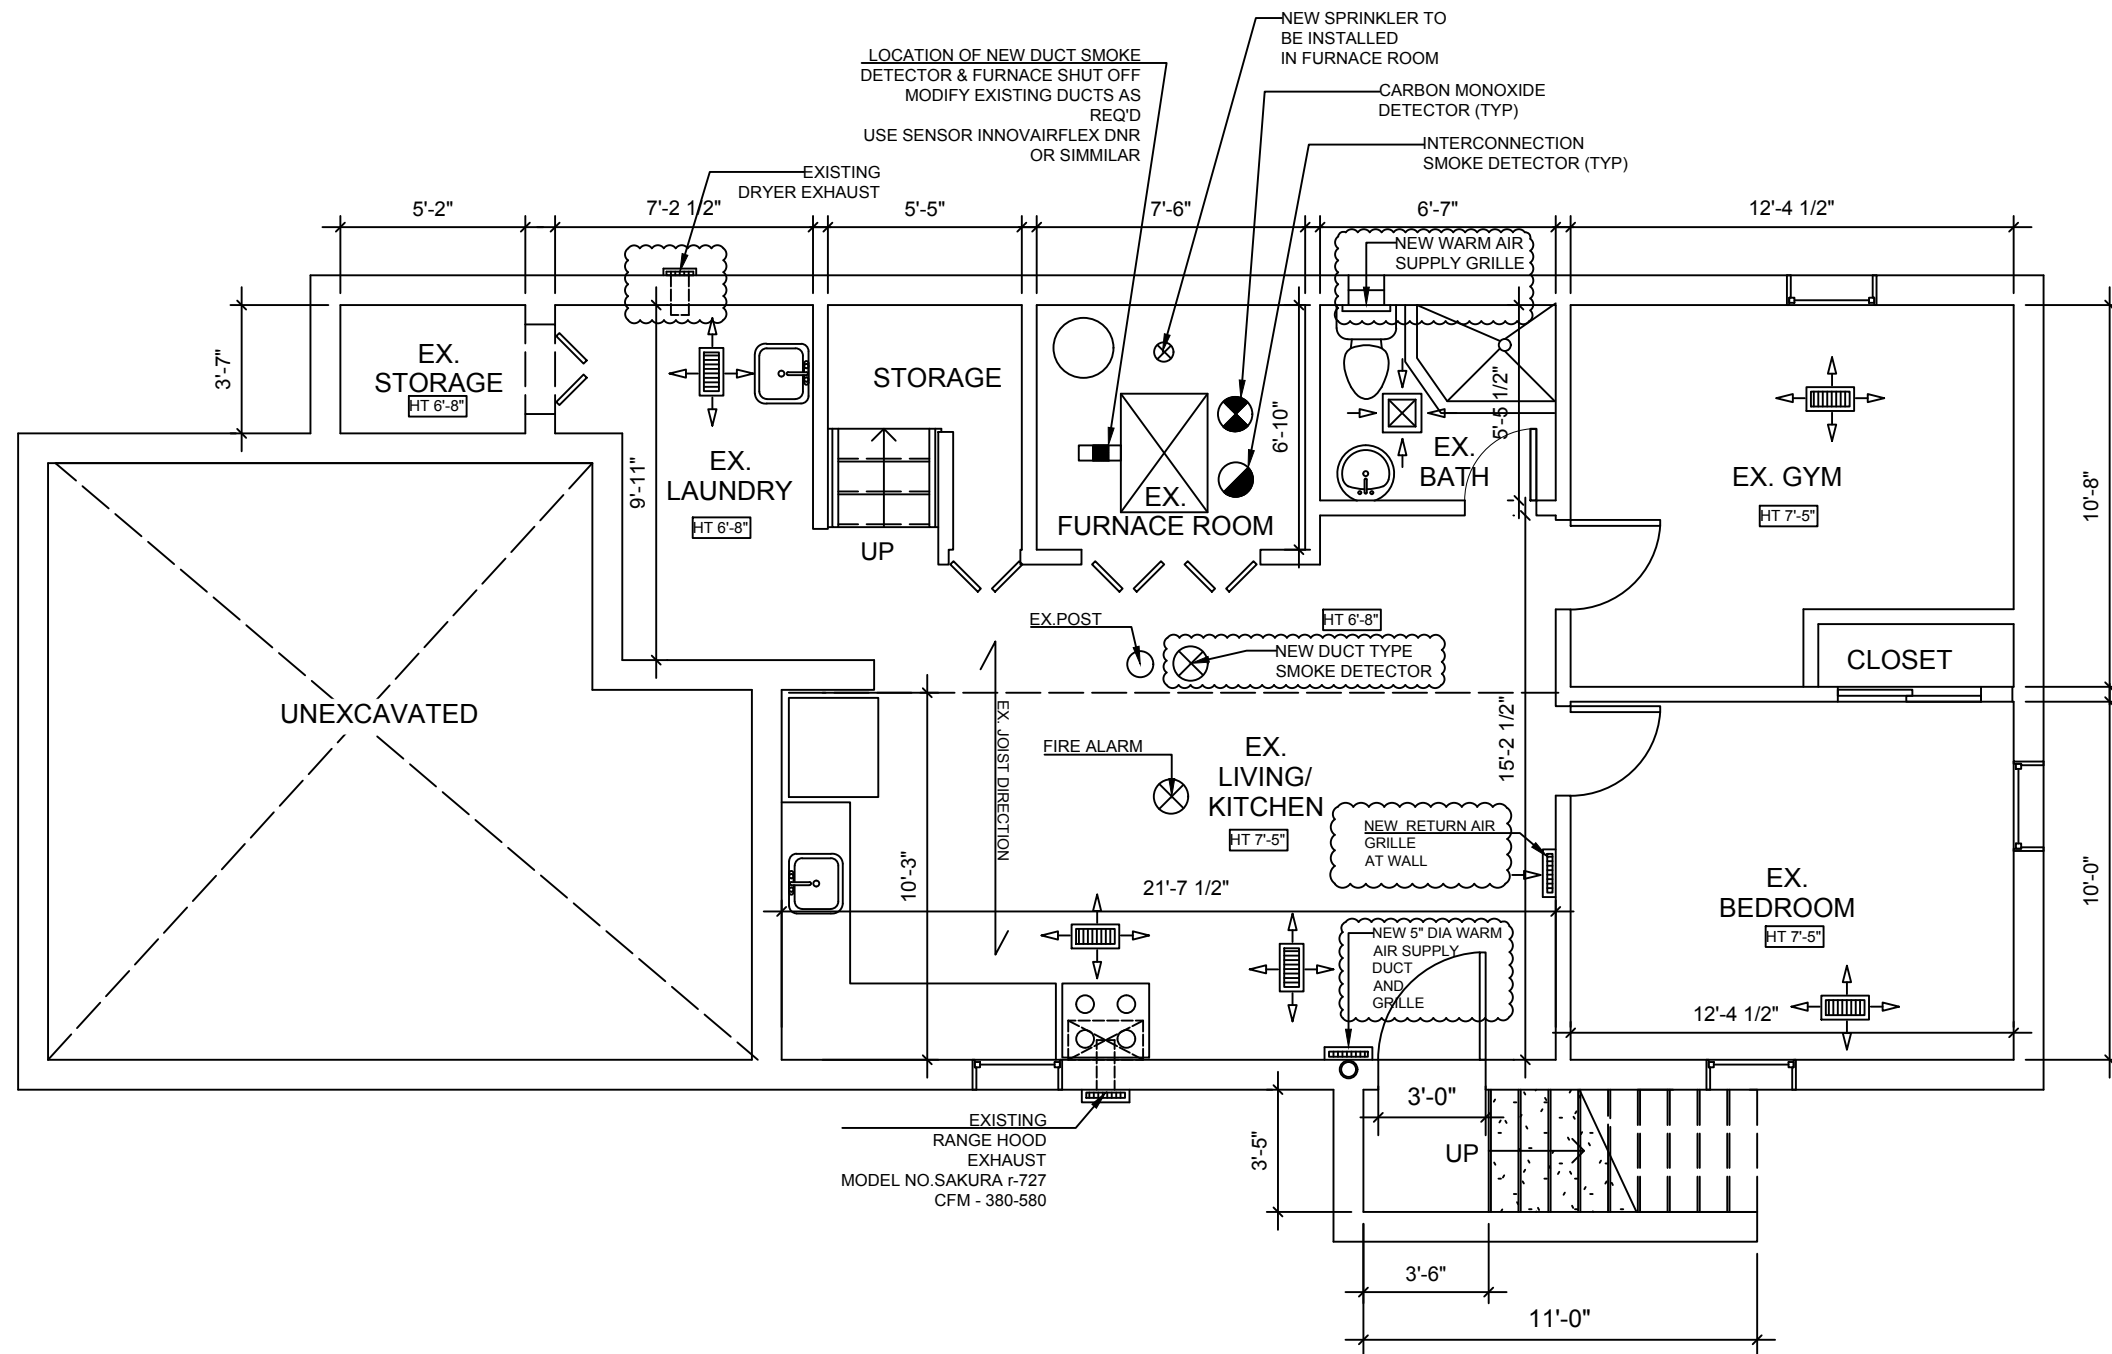 NEW SPRINKLER TO
BE INSTALLED
IN FURNACE ROOM
LOCATION OF NEW DUCT SMOKE
DETECTOR & FURNACE SHUT OFF
MODIFY EXISTING DUCTS AS
REQ'D
USE SENSOR INNOVAIRFLEX DNR
OR SIMMILAR
CARBON MONOXIDE
DETECTOR (TYP)
INTERCONNECTION
SMOKE DETECTOR (TYP)
EXISTING
DRYER EXHAUST
5'-2"
7'-2 1/2"
5'-5"
7'-6"
6'-7"
12'-4 1/2"
NEW WARM AIR
SUPPLY GRILLE
3'-7"
EX.
STORAGE
HT 6'-8"
STORAGE
5'-5 1/2"
6'-10"
9'-11"
EX.
LAUNDRY
HT 6'-8"
UP
EX.
FURNACE ROOM
EX.
BATH
EX. GYM
HT 7'-5"
10'-8"
EX.POST
HT 6'-8"
NEW DUCT TYPE
SMOKE DETECTOR
CLOSET
UNEXCAVATED
EX. JOIST DIRECTION
FIRE ALARM
EX.
LIVING/
KITCHEN
HT 7'-5"
15'-2 1/2"
NEW RETURN AIR
GRILLE
AT WALL
10'-3"
21'-7 1/2"
EX.
BEDROOM
HT 7'-5"
10'-0"
NEW 5" DIA WARM
AIR SUPPLY
DUCT
AND
GRILLE
12'-4 1/2"
EXISTING
RANGE HOOD
EXHAUST
MODEL NO.SAKURA r-727
CFM - 380-580
3'-0"
3'-5"
UP
3'-6"
11'-0"